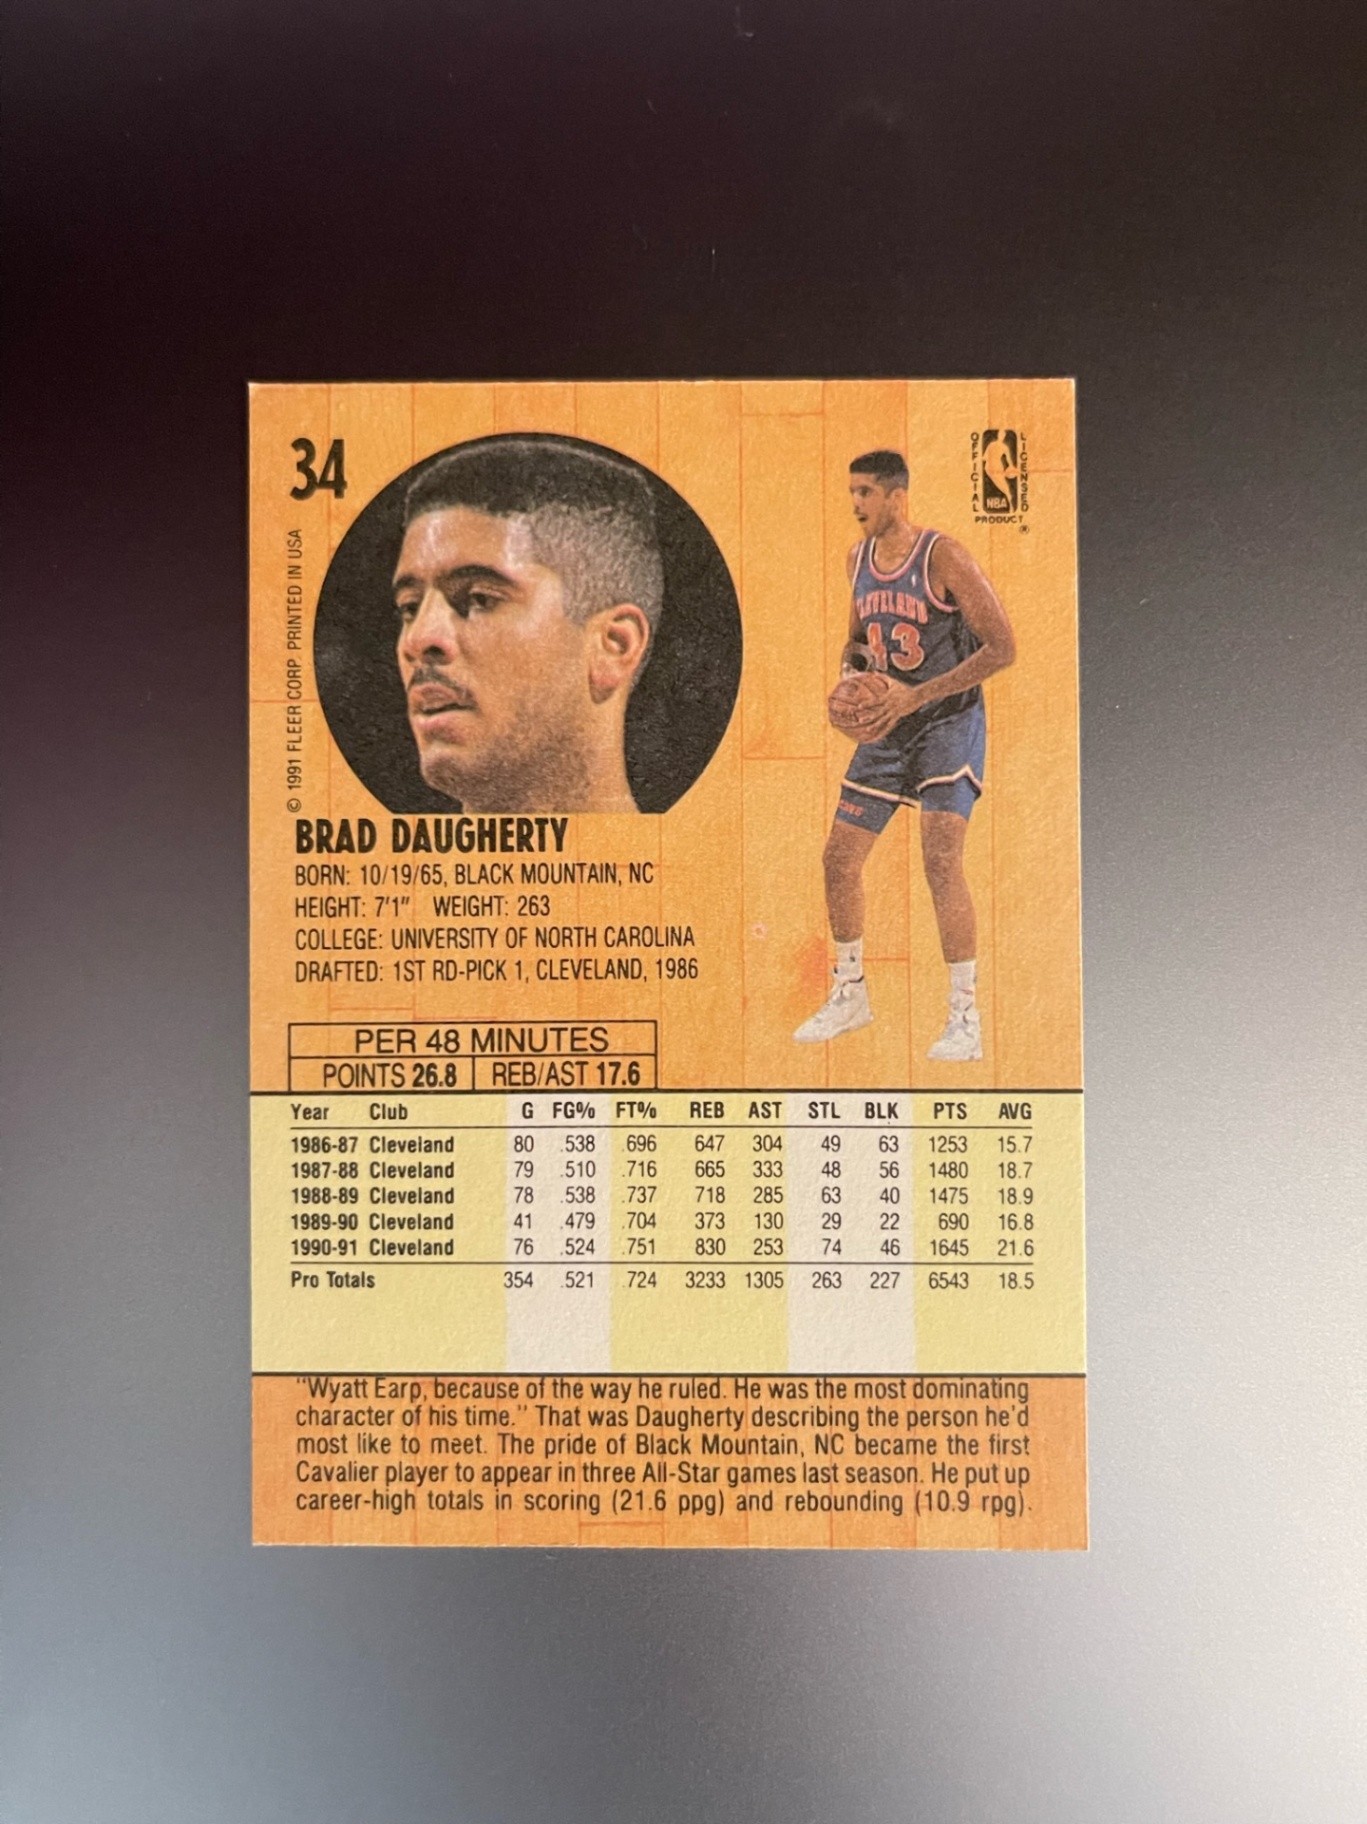 34
OFFICIAL LICENSED
NBA
PRODUCT
®
© 1991 FLEER CORP. PRINTED IN USA
CLEVELAND
43
BRAD DAUGHERTY
BORN: 10/19/65, BLACK MOUNTAIN, NC
HEIGHT: 7'1" WEIGHT: 263
COLLEGE: UNIVERSITY OF NORTH CAROLINA
DRAFTED: 1ST RD-PICK 1, CLEVELAND, 1986
PER 48 MINUTES
POINTS 26.8 REB/AST 17.6
Year Club G FG% FT% REB AST STL BLK PTS AVG
1986-87 Cleveland 80 .538 .696 647 304 49 63 1253 15.7
1987-88 Cleveland 79 .510 .716 665 333 48 56 1480 18.7
1988-89 Cleveland 78 .538 .737 718 285 63 40 1475 18.9
1989-90 Cleveland 41 .479 .704 373 130 29 22 690 16.8
1990-91 Cleveland 76 .524 .751 830 253 74 46 1645 21.6
Pro Totals 354 .521 .724 3233 1305 263 227 6543 18.5
"Wyatt Earp, because of the way he ruled. He was the most dominating
character of his time." That was Daugherty describing the person he'd
most like to meet. The pride of Black Mountain, NC became the first
Cavalier player to appear in three All-Star games last season. He put up
career-high totals in scoring (21.6 ppg) and rebounding (10.9 rpg).